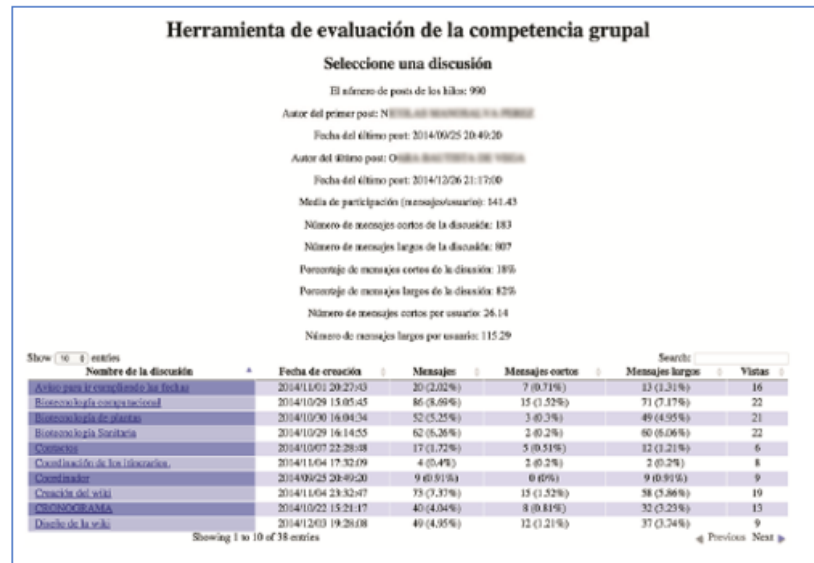 Herramienta de evaluación de la competencia grupal
Seleccione una discusión
El número de posts de los hilos: 990
Autor del primer post: N
Fecha del último post: 2014/09/25 20:49:20
Autor del último post: O
Fecha del último post: 2014/12/26 21:17:00
Media de participación (mensajes/usuario): 141.43
Número de mensajes cortos de la discusión: 183
Número de mensajes largos de la discusión: 807
Porcentaje de mensajes cortos de la disusión: 18%
Porcentaje de mensajes largos de la disusión: 82%
Número de mensajes cortos por usuario: 26.14
Número de mensajes largos por usuario: 115.29
Show 10 entries Search:
Nombre de la discusión Fecha de creación Mensajes Mensajes cortos Mensajes largos Vistas
Aviso para ir cumpliendo las fechas 2014/11/01 20:27:43 20 (2.02%) 7 (0.71%) 13 (1.31%) 16
Biotecnología computacional 2014/10/29 15:05:45 86 (8.69%) 15 (1.52%) 71 (7.17%) 22
Biotecnología de plantas 2014/10/30 16:04:34 52 (5.25%) 3 (0.3%) 49 (4.95%) 21
Biotecnología Sanitaria 2014/10/29 16:14:55 62 (6.26%) 2 (0.2%) 60 (6.06%) 22
Contactos 2014/10/07 22:28:48 17 (1.72%) 5 (0.51%) 12 (1.21%) 6
Coordinación de los itinerarios. 2014/11/04 17:32:09 4 (0.4%) 2 (0.2%) 2 (0.2%) 8
Coordinador 2014/09/25 20:49:20 9 (0.91%) 0 (0%) 9 (0.91%) 9
Creación del wiki 2014/11/04 23:32:47 73 (7.37%) 15 (1.52%) 58 (5.86%) 19
CRONOGRAMA 2014/10/22 15:21:17 40 (4.04%) 8 (0.81%) 32 (3.23%) 13
Diseño de la wiki 2014/12/03 19:28:08 49 (4.95%) 12 (1.21%) 37 (3.74%) 9
Showing 1 to 10 of 38 entries Previous Next